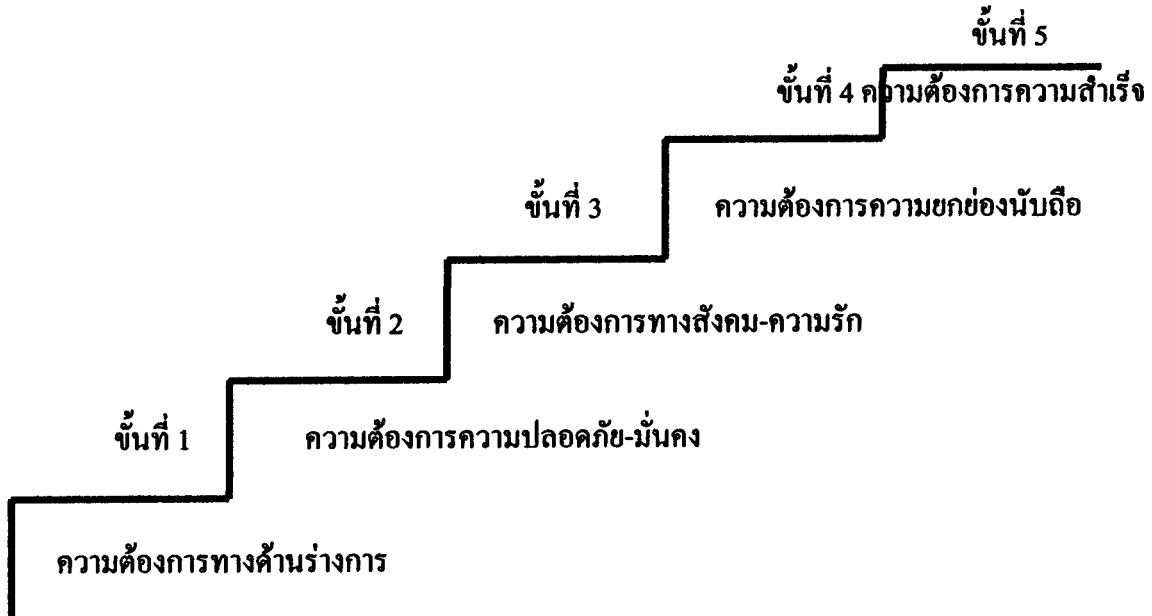 ขั้นที่ 5
ขั้นที่ 4 ความต้องการความสำเร็จ
ขั้นที่ 3
ความต้องการความยกย่องนับถือ
ขั้นที่ 2
ความต้องการทางสังคม-ความรัก
ขั้นที่ 1
ความต้องการความปลอดภัย-มั่นคง
ความต้องการทางด้านร่างการ